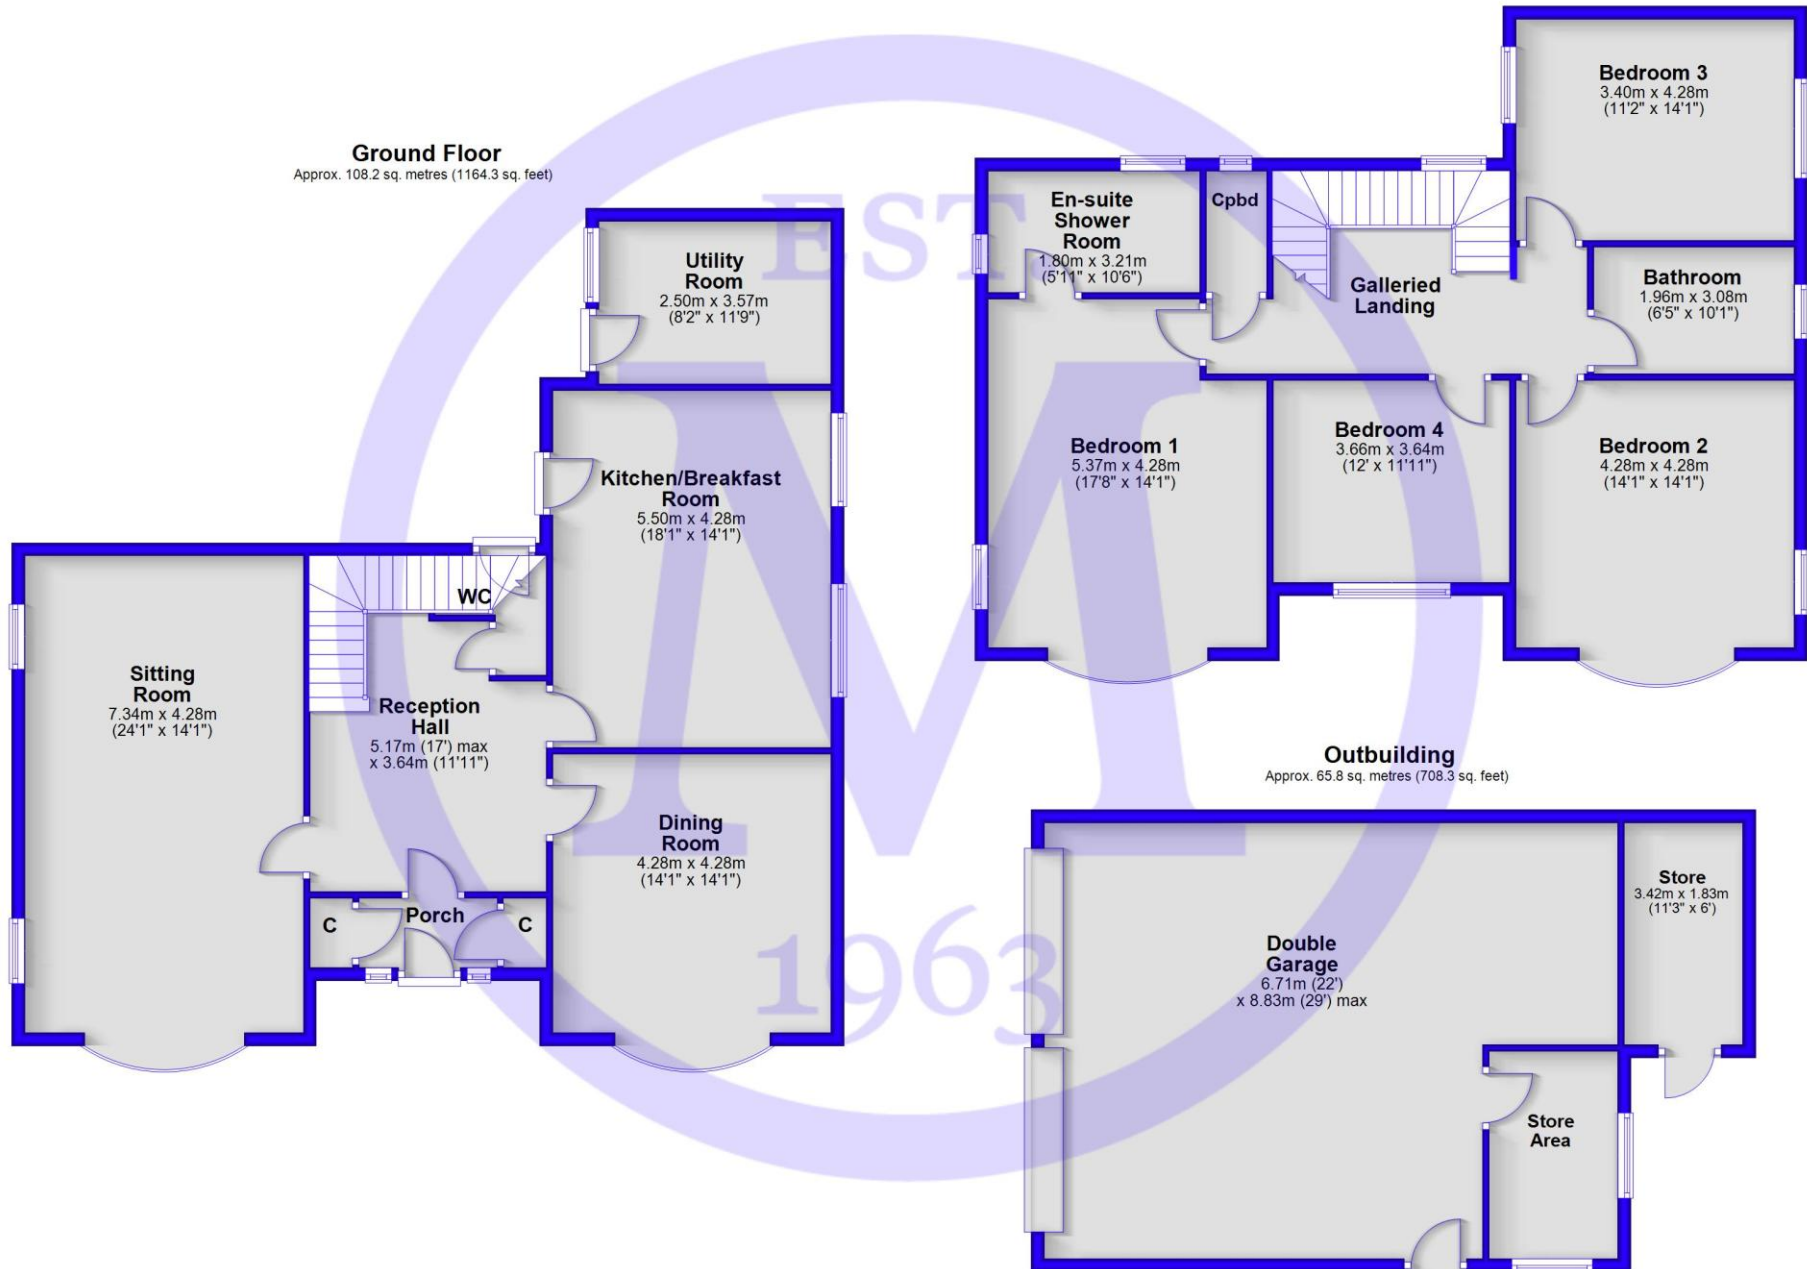 Ground Floor
Approx. 108.2 sq. metres (1164.3 sq. feet)
Utility
Room
2.50m x 3.57m
(8'2" x 11'9")
Kitchen/Breakfast
Room
5.50m x 4.28m
(18'1" x 14'1")
WC
Sitting
Room
7.34m x 4.28m
(24'1" x 14'1")
Reception
Hall
5.17m (17') max
x 3.64m (11'11")
Dining
Room
4.28m x 4.28m
(14'1" x 14'1")
C
Porch
C
Bedroom 3
3.40m x 4.28m
(11'2" x 14'1")
En-suite
Shower
Room
1.80m x 3.21m
(5'11" x 10'6")
Cpbd
Galleried
Landing
Bathroom
1.96m x 3.08m
(6'5" x 10'1")
Bedroom 1
5.37m x 4.28m
(17'8" x 14'1")
Bedroom 4
3.66m x 3.64m
(12' x 11'11")
Bedroom 2
4.28m x 4.28m
(14'1" x 14'1")
Outbuilding
Approx. 65.8 sq. metres (708.3 sq. feet)
Double
Garage
6.71m (22')
x 8.83m (29') max
Store
3.42m x 1.83m
(11'3" x 6')
Store
Area
EST.
M
1963